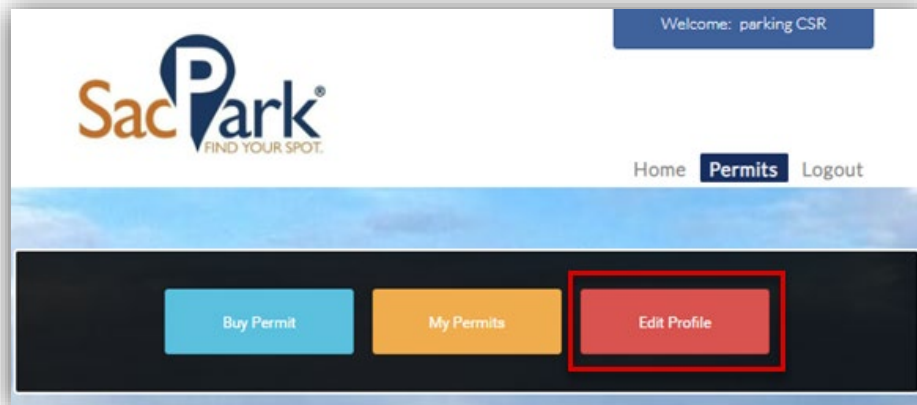 Welcome: parking CSR
SacPark®
FIND YOUR SPOT.
Home Permits Logout
Buy Permit My Permits Edit Profile